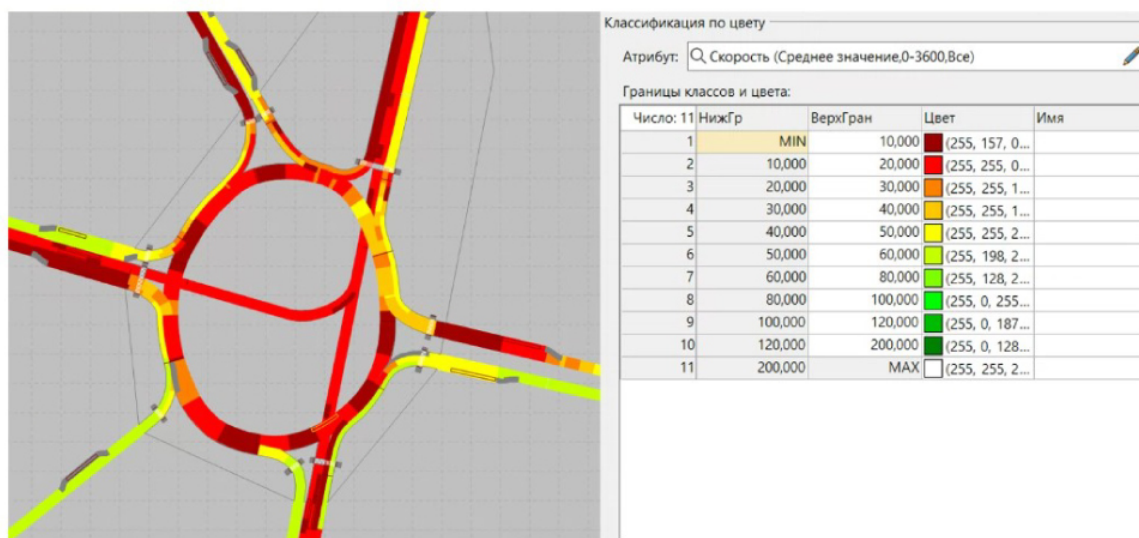 Классификация по цвету
Атрибут: Скорость (Среднее значение,0-3600,Все)
Границы классов и цвета:
Число: 11 НижГр ВерхГран Цвет Имя
1 MIN 10,000 (255, 157, 0...
2 10,000 20,000 (255, 255, 0...
3 20,000 30,000 (255, 255, 1...
4 30,000 40,000 (255, 255, 1...
5 40,000 50,000 (255, 255, 2...
6 50,000 60,000 (255, 198, 2...
7 60,000 80,000 (255, 128, 2...
8 80,000 100,000 (255, 0, 255...
9 100,000 120,000 (255, 0, 187...
10 120,000 200,000 (255, 0, 128...
11 200,000 MAX (255, 255, 2...